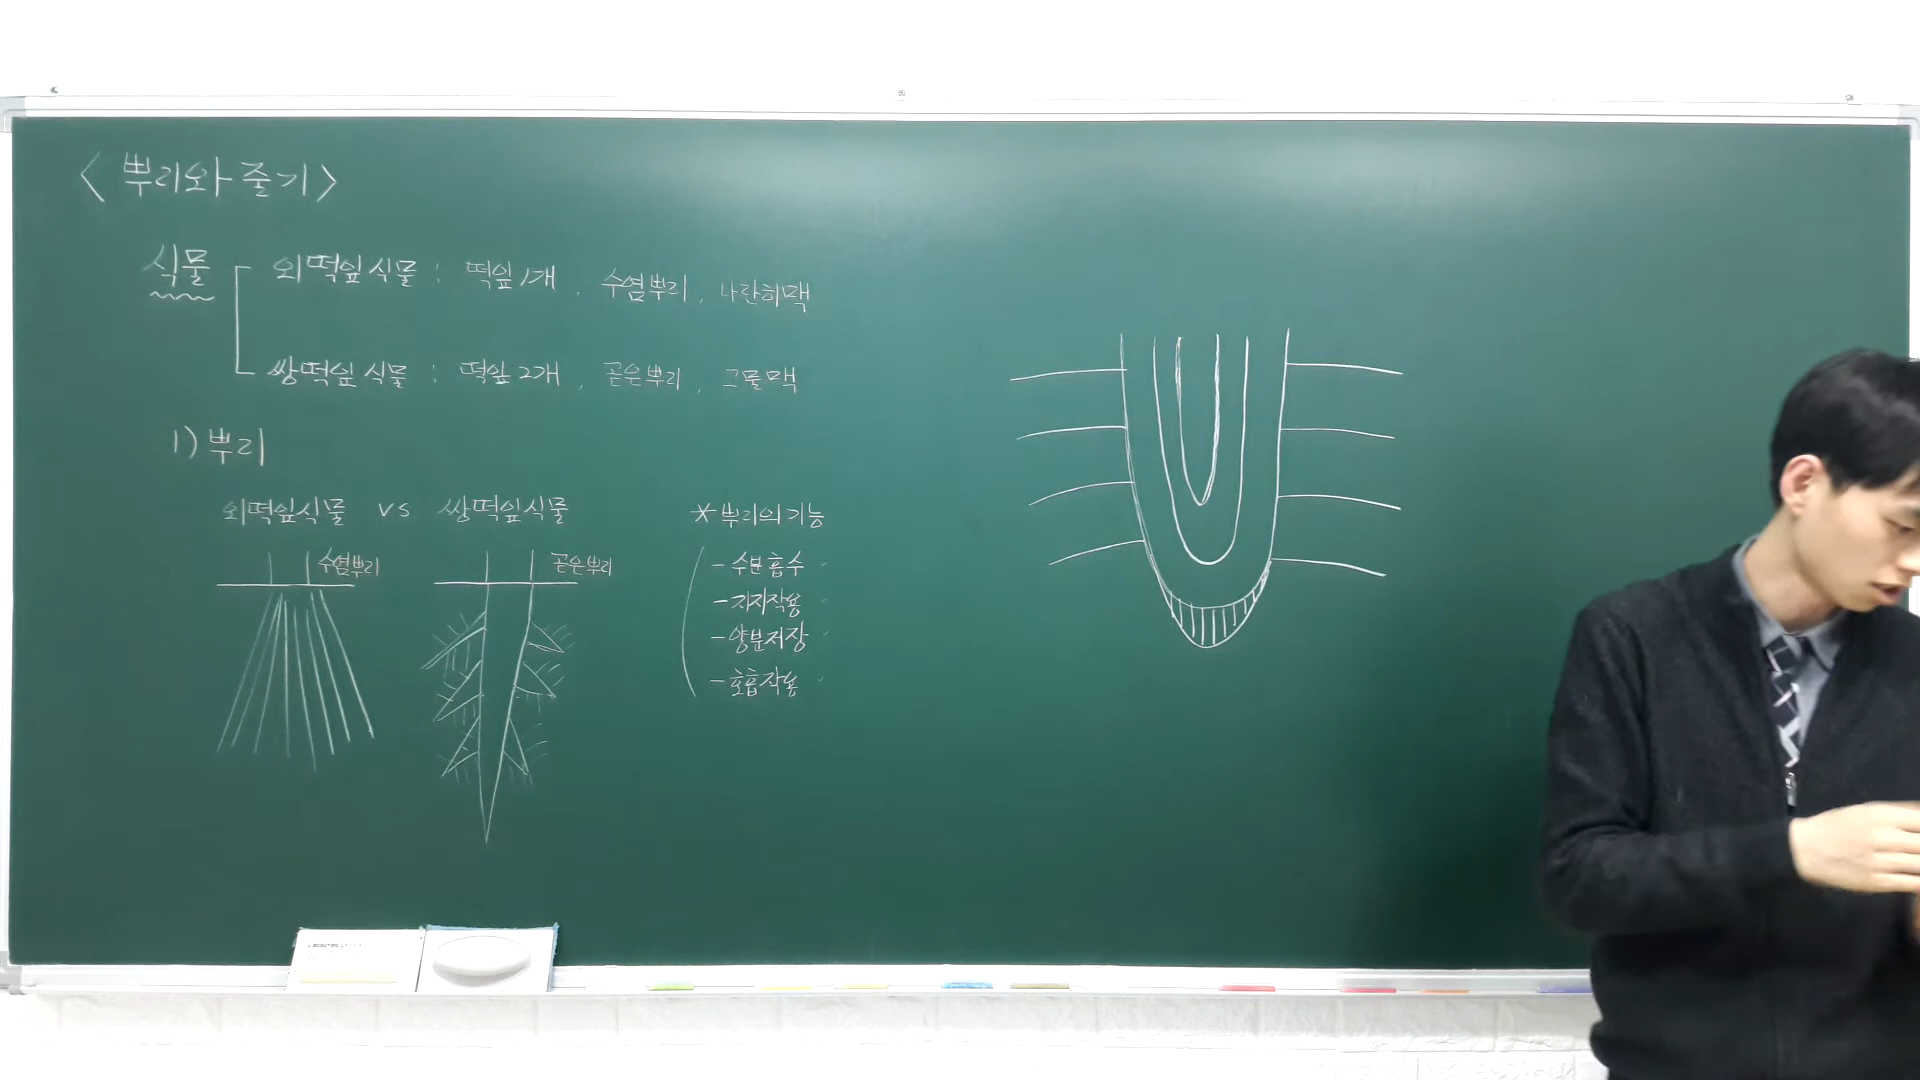 <뿌리와 줄기>
식물
외떡잎식물 : 떡잎 1개, 수염뿌리, 나란히맥
쌍떡잎식물 : 떡잎 2개, 곧은뿌리, 그물맥
1) 뿌리
외떡잎식물 vs 쌍떡잎식물
수염뿌리
곧은뿌리
* 뿌리의 기능
- 수분흡수
- 지지작용
- 양분저장
- 호흡작용